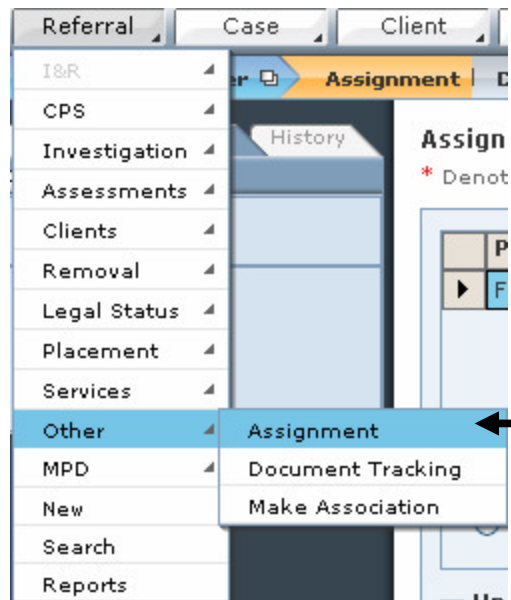 Referral Case Client
I&R
Assignment
CPS
History
Assign
Investigation
* Denot
Assessments
Clients
P
Removal
F
Legal Status
Placement
Services
Other
Assignment
MPD
Document Tracking
New
Make Association
Search
Reports